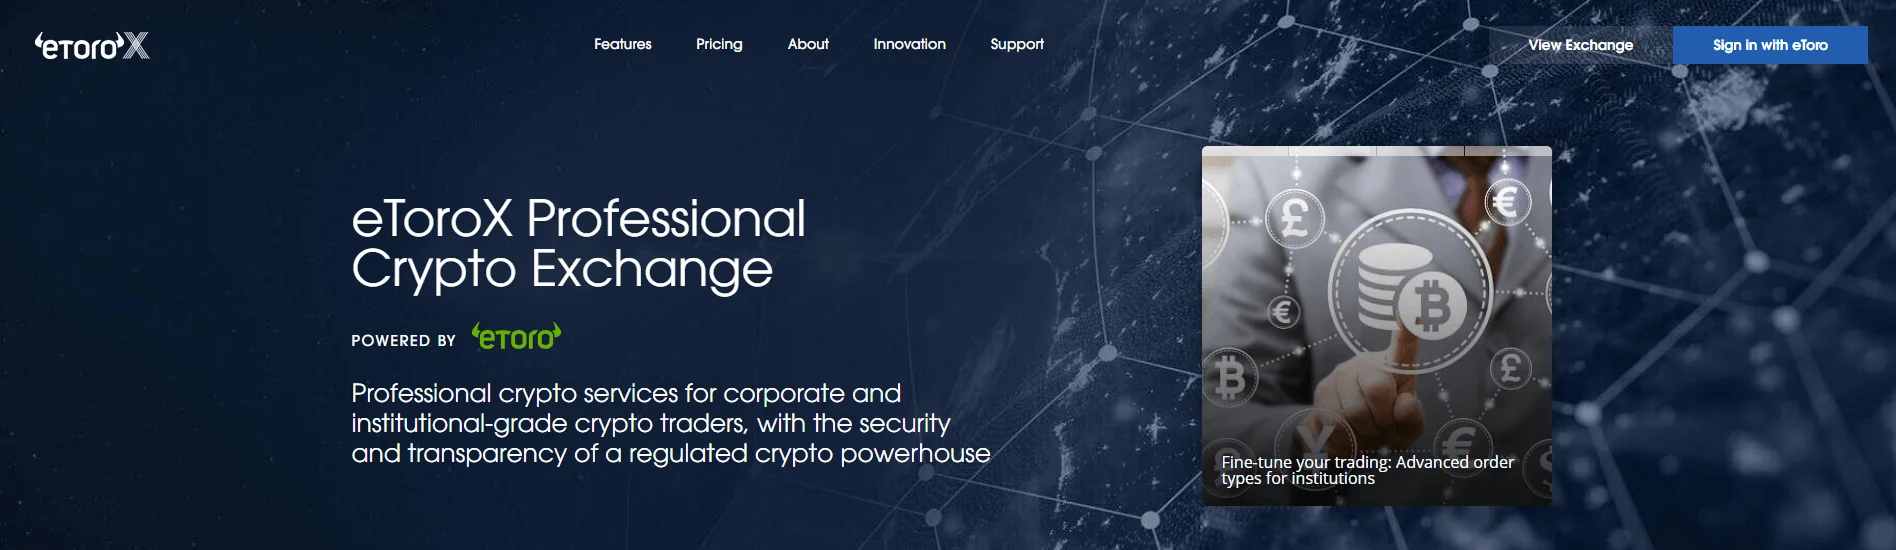 eToroX
Features Pricing About Innovation Support
View Exchange
Sign in with eToro
eToroX Professional
Crypto Exchange
POWERED BY eToro
Professional crypto services for corporate and
institutional-grade crypto traders, with the security
and transparency of a regulated crypto powerhouse
Fine-tune your trading: Advanced order
types for institutions